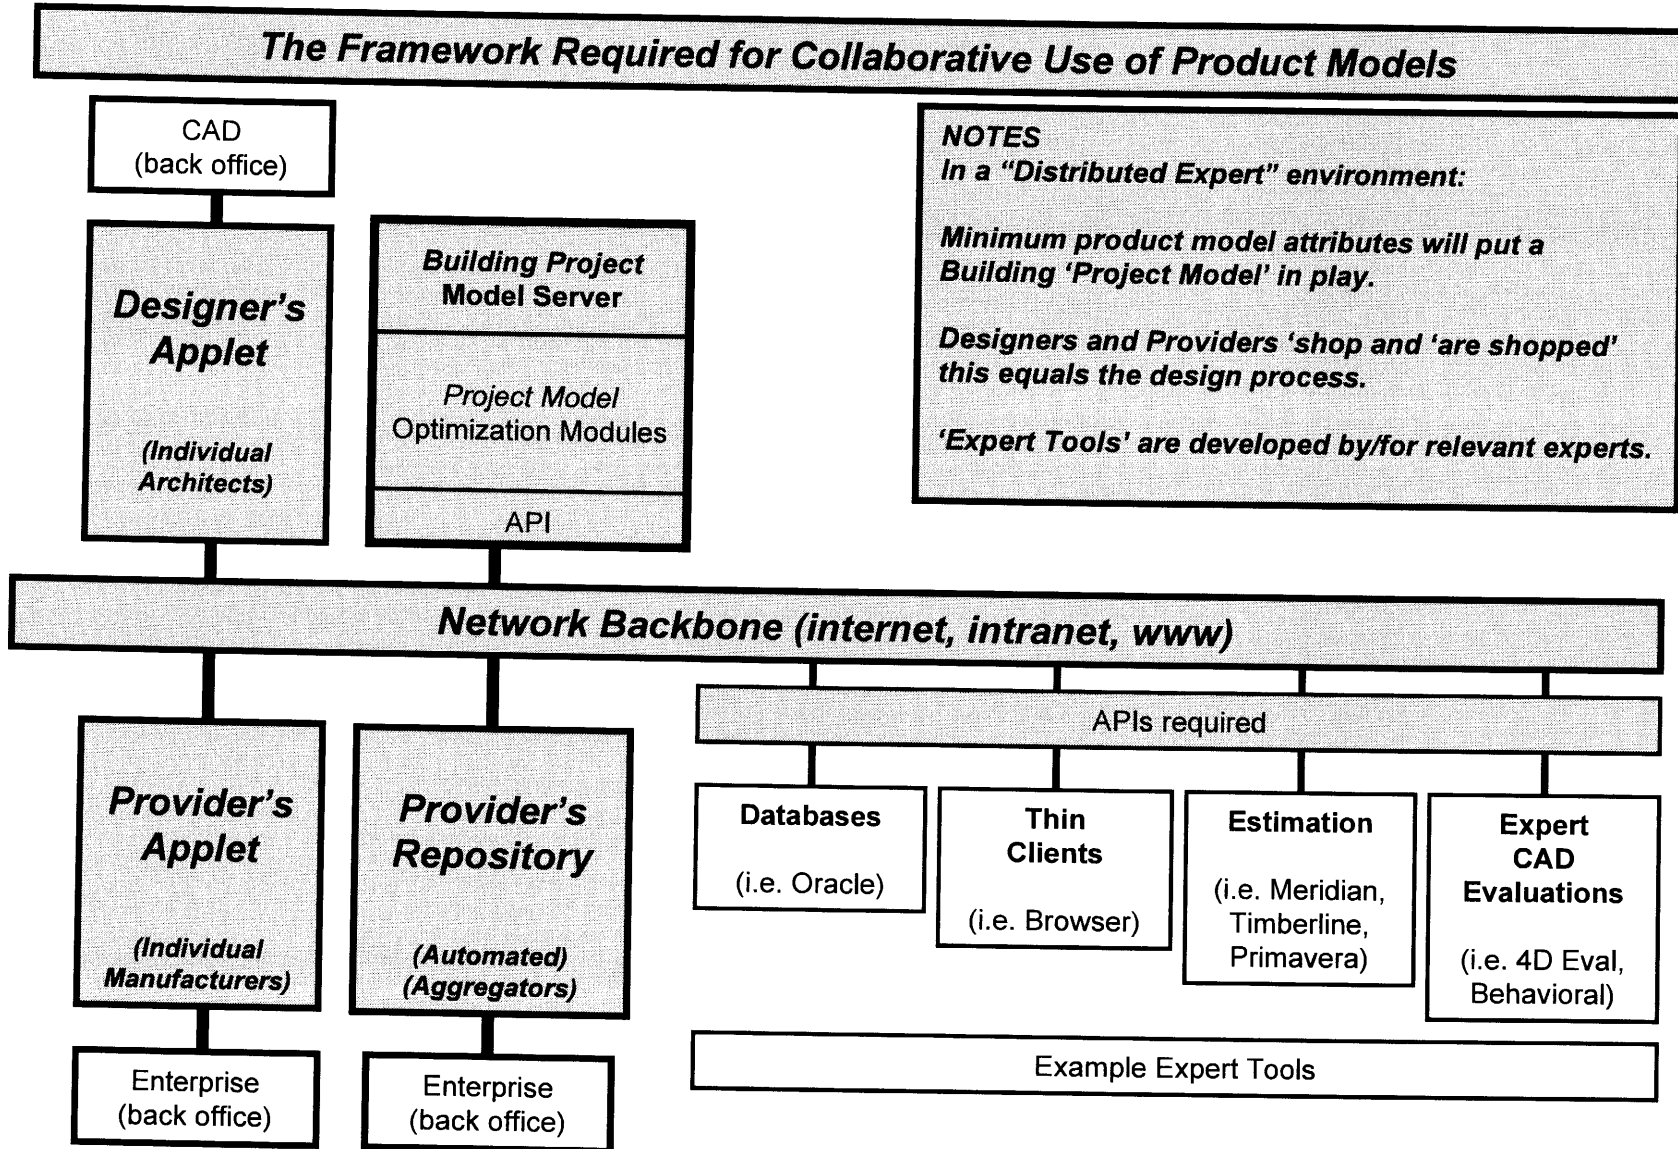 The Framework Required for Collaborative Use of Product Models
CAD
(back office)
Designer's
Applet
(Individual
Architects)
Building Project
Model Server
Project Model
Optimization Modules
API
NOTES
In a “Distributed Expert” environment:
Minimum product model attributes will put a
Building ‘Project Model’ in play.
Designers and Providers ‘shop and ‘are shopped’
this equals the design process.
‘Expert Tools’ are developed by/for relevant experts.
Network Backbone (internet, intranet, www)
Provider's
Applet
(Individual
Manufacturers)
Enterprise
(back office)
Provider's
Repository
(Automated)
(Aggregators)
Enterprise
(back office)
APIs required
Databases
(i.e. Oracle)
Thin
Clients
(i.e. Browser)
Estimation
(i.e. Meridian,
Timberline,
Primavera)
Expert
CAD
Evaluations
(i.e. 4D Eval,
Behavioral)
Example Expert Tools